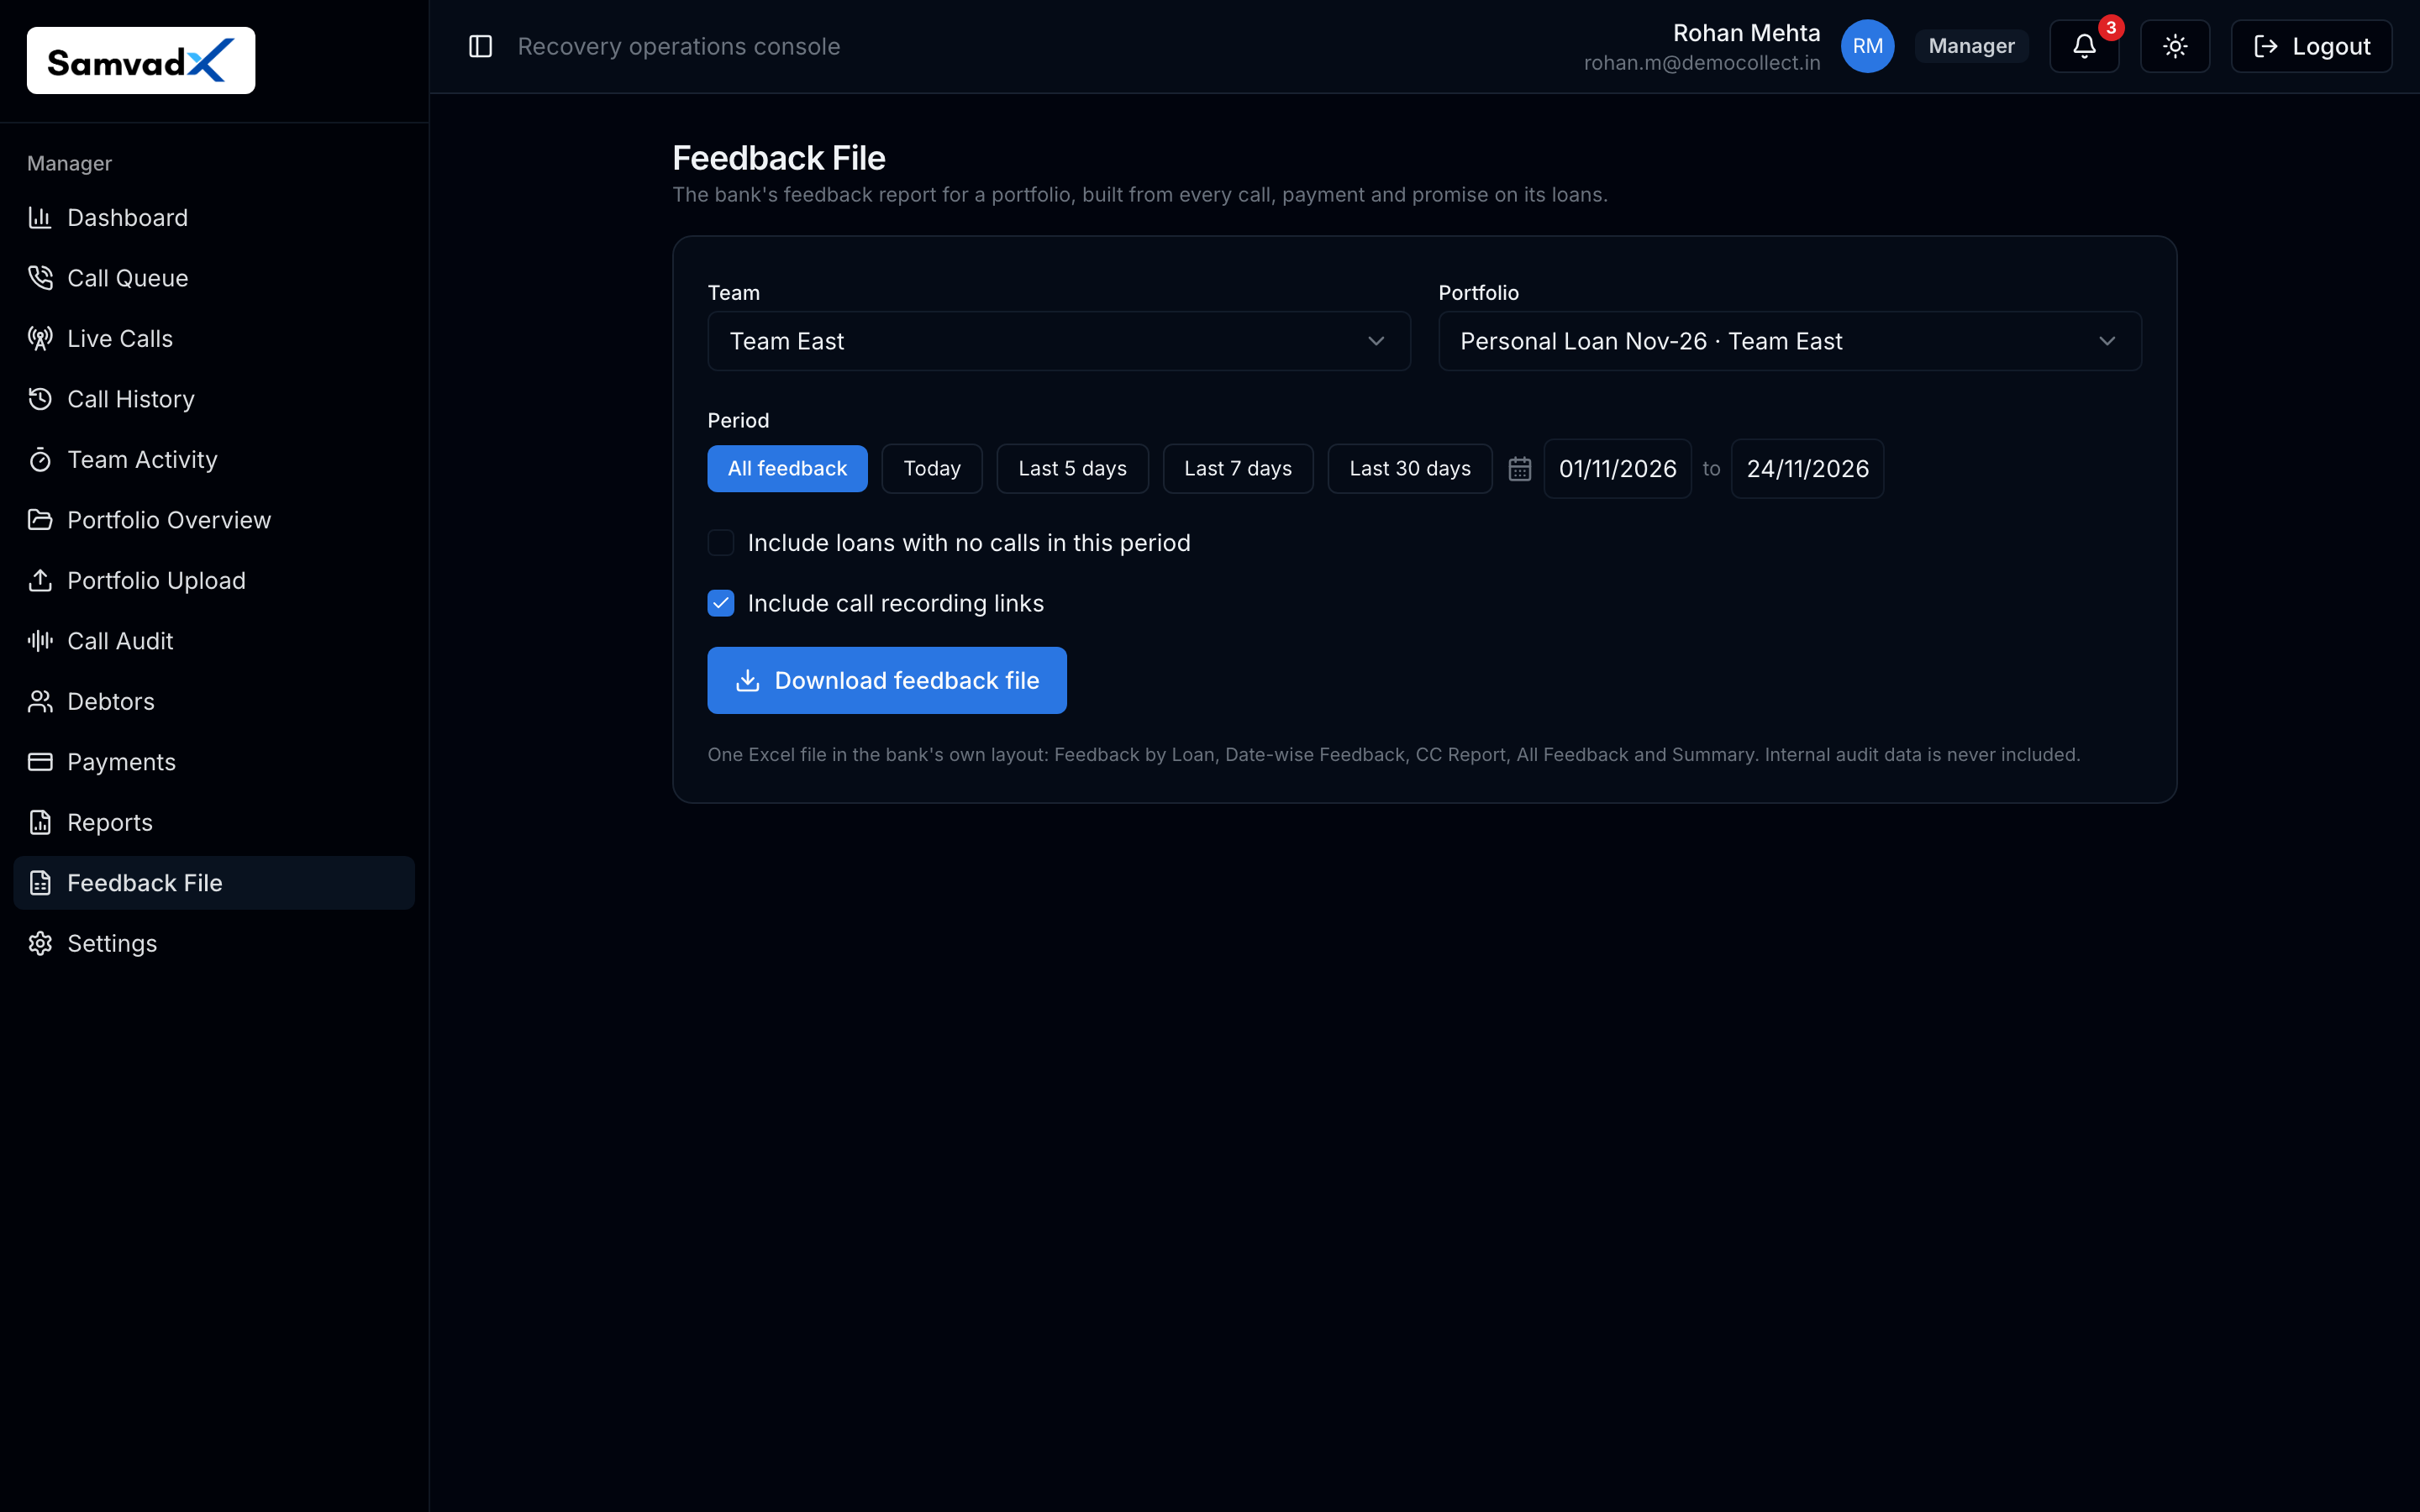 SamvadX
Recovery operations console
Rohan Mehta
rohan.m@democollect.in
RM
Manager
3
Logout
Manager
Dashboard
Call Queue
Live Calls
Call History
Team Activity
Portfolio Overview
Portfolio Upload
Call Audit
Debtors
Payments
Reports
Feedback File
Settings
Feedback File
The bank's feedback report for a portfolio, built from every call, payment and promise on its loans.
Team
Portfolio
Team East
Personal Loan Nov-26 · Team East
Period
All feedback
Today
Last 5 days
Last 7 days
Last 30 days
01/11/2026 to 24/11/2026
Include loans with no calls in this period
Include call recording links
Download feedback file
One Excel file in the bank's own layout: Feedback by Loan, Date-wise Feedback, CC Report, All Feedback and Summary. Internal audit data is never included.